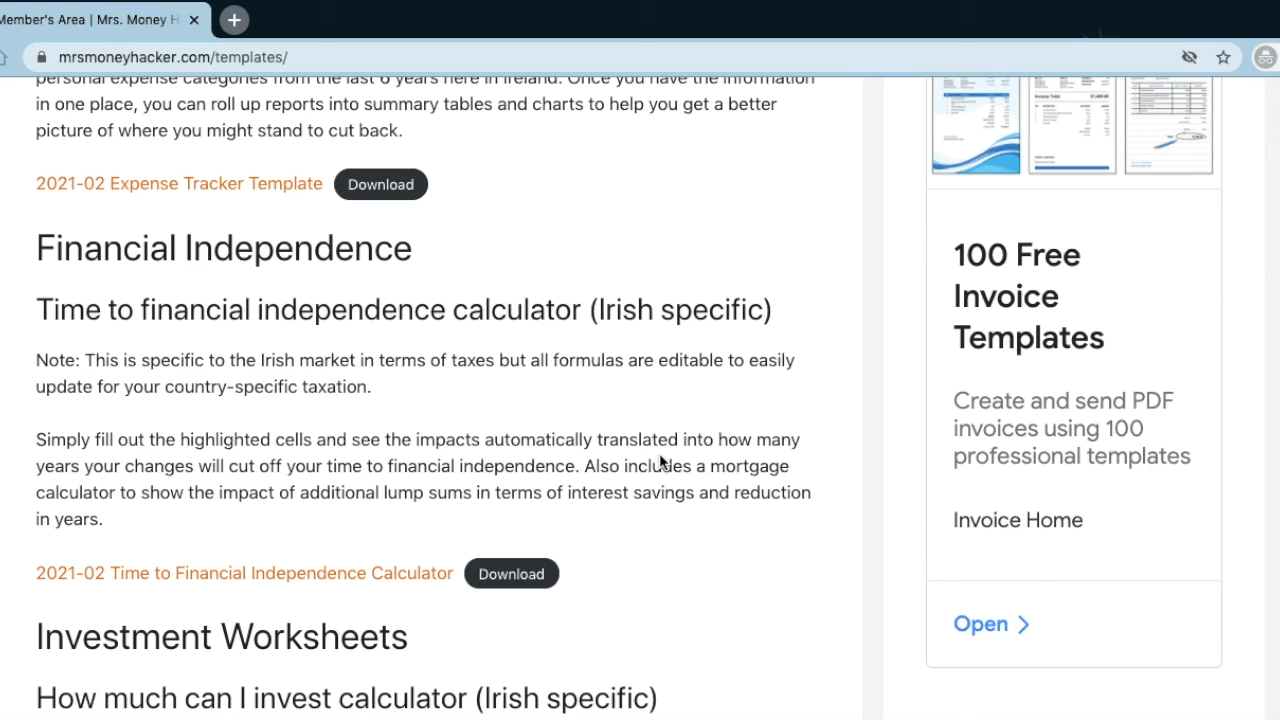 Member's Area | Mrs. Money H
mrsmoneyhacker.com/templates/
personal expense categories from the last 6 years here in Ireland. Once you have the information
in one place, you can roll up reports into summary tables and charts to help you get a better
picture of where you might stand to cut back.
2021-02 Expense Tracker Template Download
Financial Independence
Time to financial independence calculator (Irish specific)
Note: This is specific to the Irish market in terms of taxes but all formulas are editable to easily
update for your country-specific taxation.
Simply fill out the highlighted cells and see the impacts automatically translated into how many
years your changes will cut off your time to financial independence. Also includes a mortgage
calculator to show the impact of additional lump sums in terms of interest savings and reduction
in years.
2021-02 Time to Financial Independence Calculator Download
Investment Worksheets
How much can I invest calculator (Irish specific)
100 Free
Invoice
Templates
Create and send PDF
invoices using 100
professional templates
Invoice Home
Open